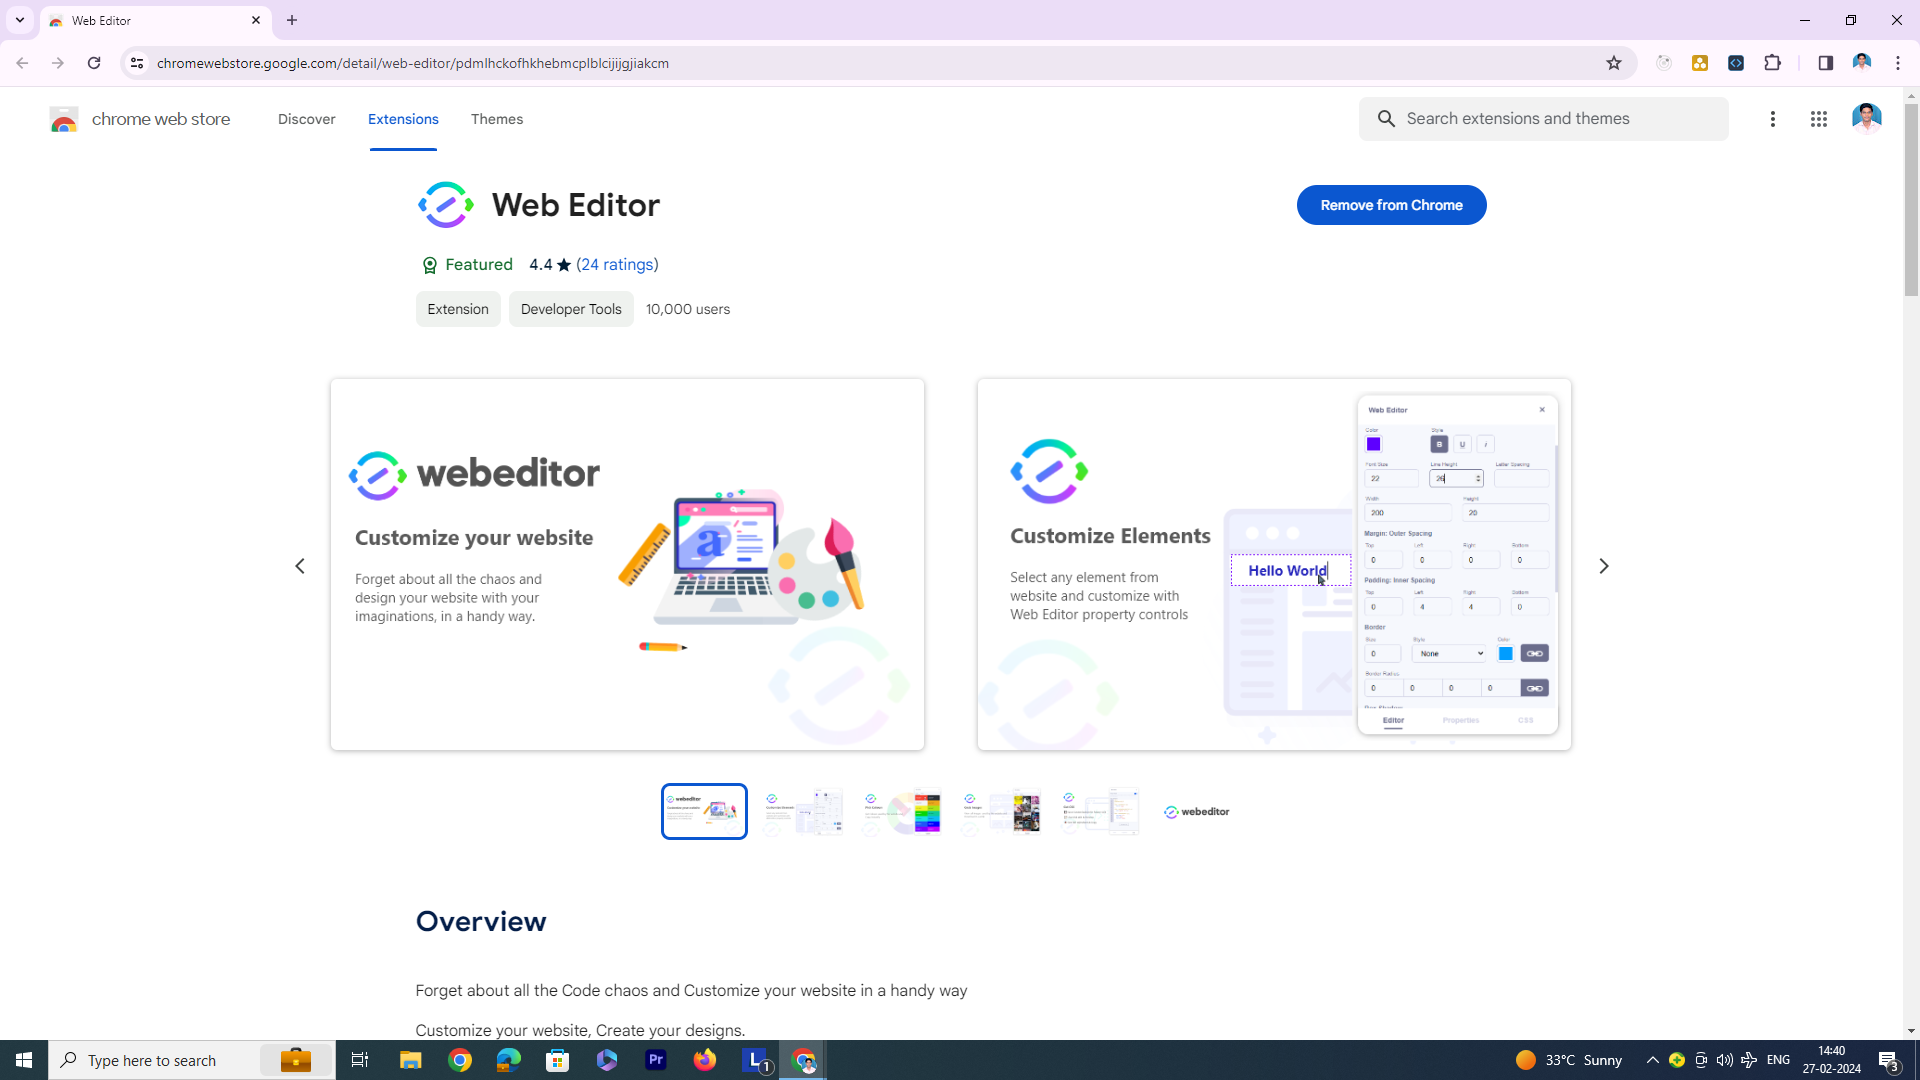 Web Editor
chromewebstore.google.com/detail/web-editor/pdmlhckofhkhebmcplblcijijgjiakcm
chrome web store
Discover
Extensions
Themes
Search extensions and themes
Web Editor
Remove from Chrome
Featured
4.4 (24 ratings)
Extension
Developer Tools
10,000 users
webeditor
Customize your website
Forget about all the chaos and
design your website with your
imaginations, in a handy way.
a
Customize Elements
Select any element from
website and customize with
Web Editor property controls
Hello World
Web Editor
Color
Style
B U i
Font Size
Line Height
Letter Spacing
22
26
Width
Height
200
20
Margin: Outer Spacing
Top Left Right Bottom
0 0 0 0
Padding: Inner Spacing
Top Left Right Bottom
0 4 4 0
Border
Size Style Color
0 None
Border Radius
0 0 0 0
Editor Properties CSS
webeditor
webeditor
Overview
Forget about all the Code chaos and Customize your website in a handy way
Customize your website, Create your designs.
Type here to search
Pr
L
1
33°C Sunny
ENG
14:40
27-02-2024
3